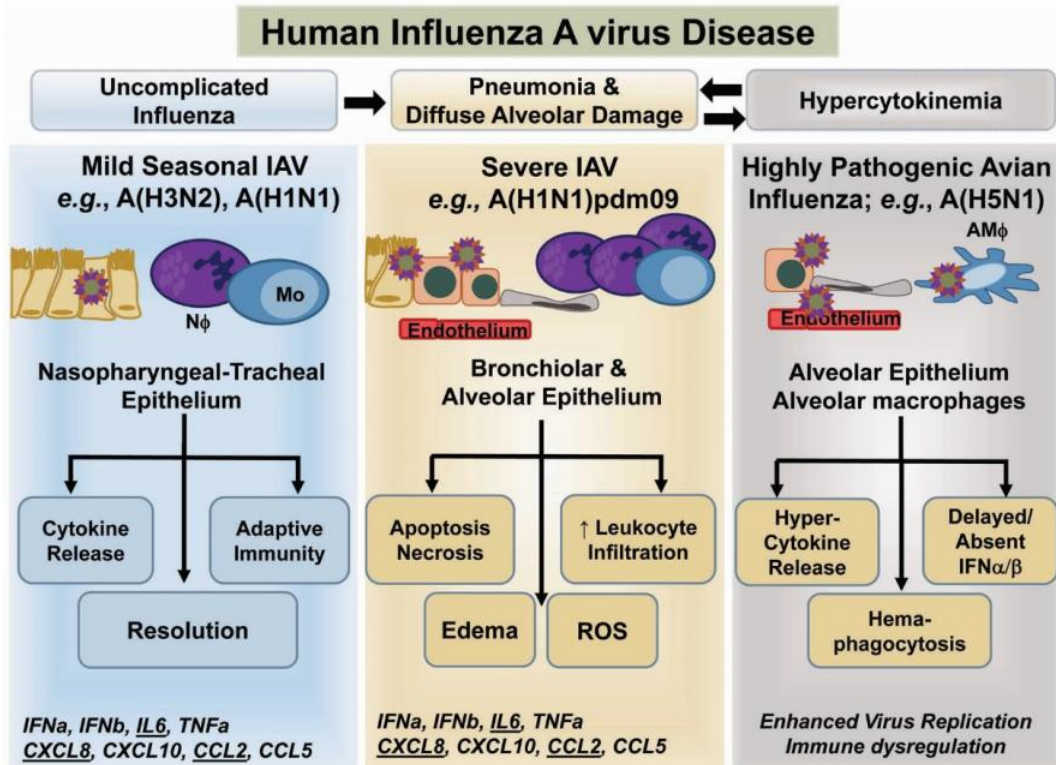 Human Influenza A virus Disease
Uncomplicated
Influenza
Pneumonia &
Diffuse Alveolar Damage
Hypercytokinemia
Mild Seasonal IAV
e.g., A(H3N2), A(H1N1)
Mo
Nϕ
Nasopharyngeal-Tracheal
Epithelium
Cytokine
Release
Adaptive
Immunity
Resolution
IFNa, IFNb, IL6, TNFa
CXCL8, CXCL10, CCL2, CCL5
Severe IAV
e.g., A(H1N1)pdm09
Endothelium
Bronchiolar &
Alveolar Epithelium
Apoptosis
Necrosis
↑ Leukocyte
Infiltration
Edema
ROS
IFNa, IFNb, IL6, TNFa
CXCL8, CXCL10, CCL2, CCL5
Highly Pathogenic Avian
Influenza; e.g., A(H5N1)
AMϕ
Endothelium
Alveolar Epithelium
Alveolar macrophages
Hyper-
Cytokine
Release
Delayed/
Absent
IFNα/β
Hema-
phagocytosis
Enhanced Virus Replication
Immune dysregulation